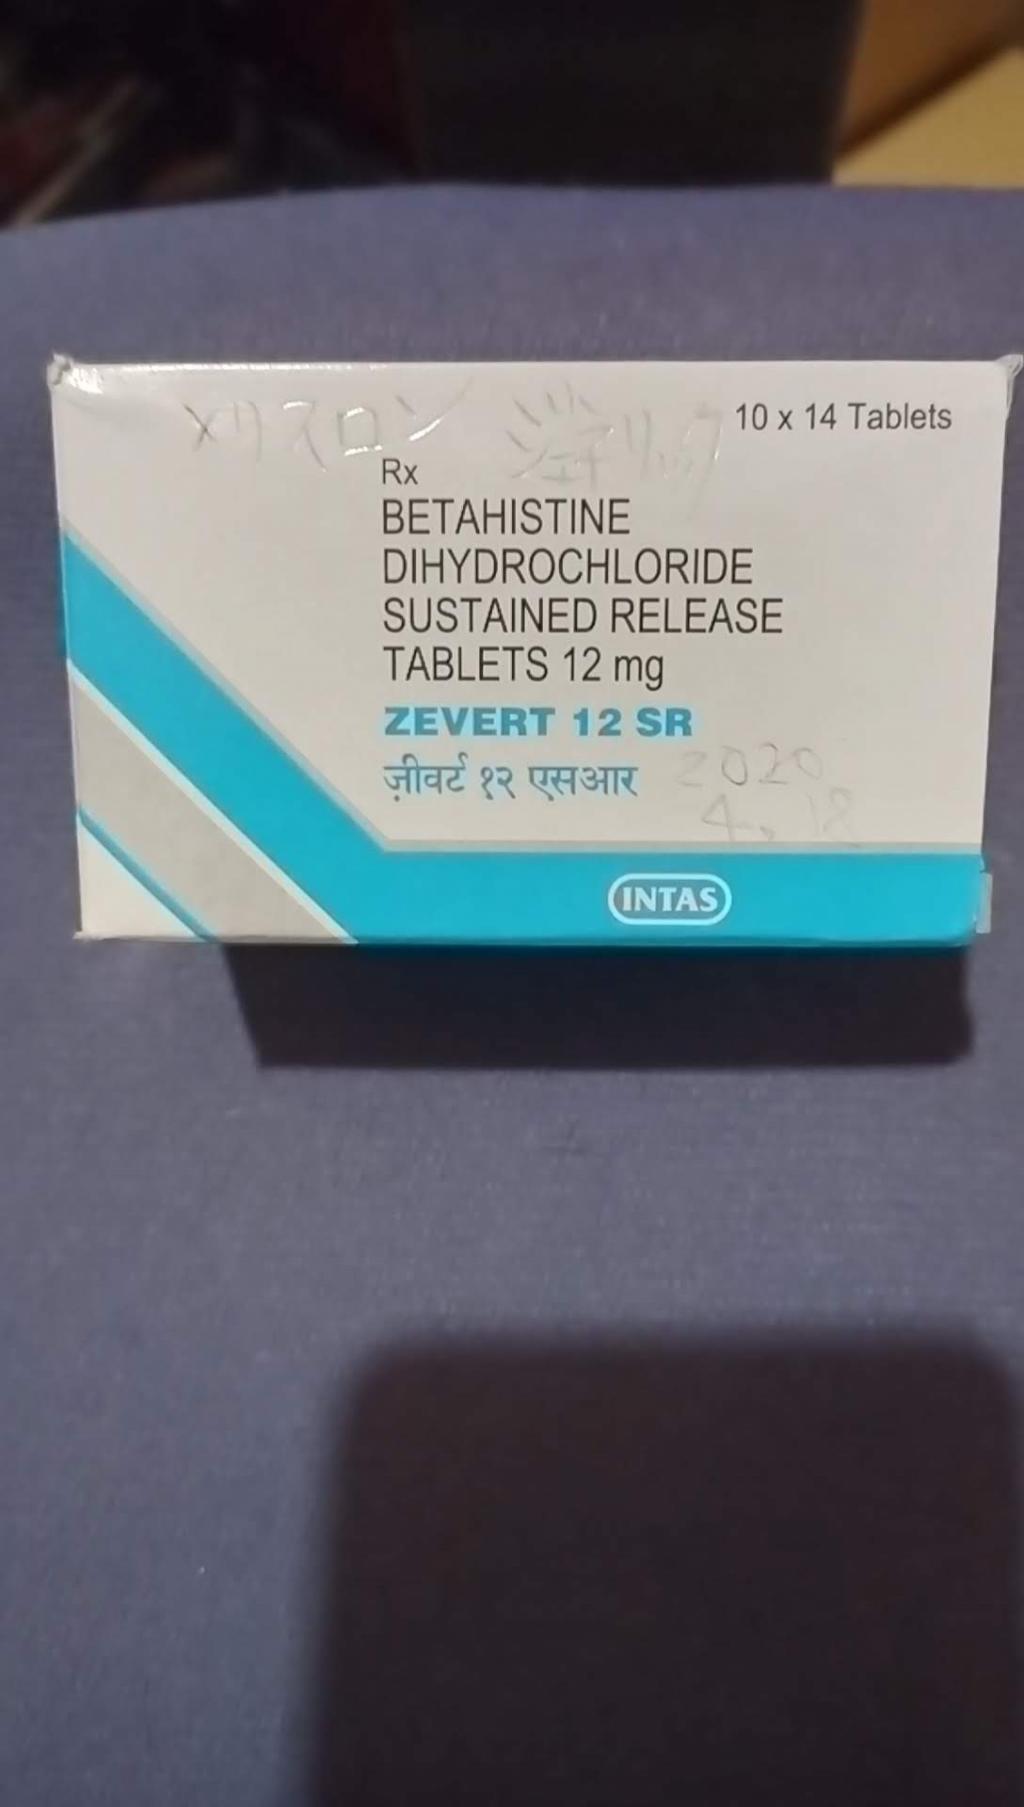 メリスロン ジェネリック
10 x 14 Tablets
Rx
BETAHISTINE
DIHYDROCHLORIDE
SUSTAINED RELEASE
TABLETS 12 mg
ZEVERT 12 SR
ज़ीवर्ट १२ एसआर
2020
4.18
INTAS